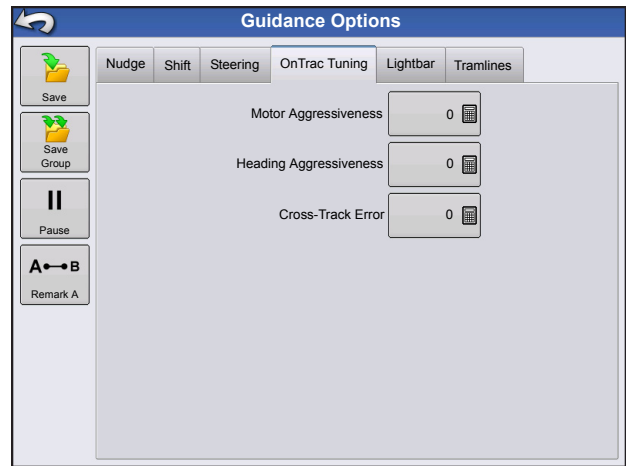 Guidance Options
Save
Save
Group
Pause
A B
Remark A
Nudge Shift Steering OnTrac Tuning Lightbar Tramlines
Motor Aggressiveness 0
Heading Aggressiveness 0
Cross-Track Error 0